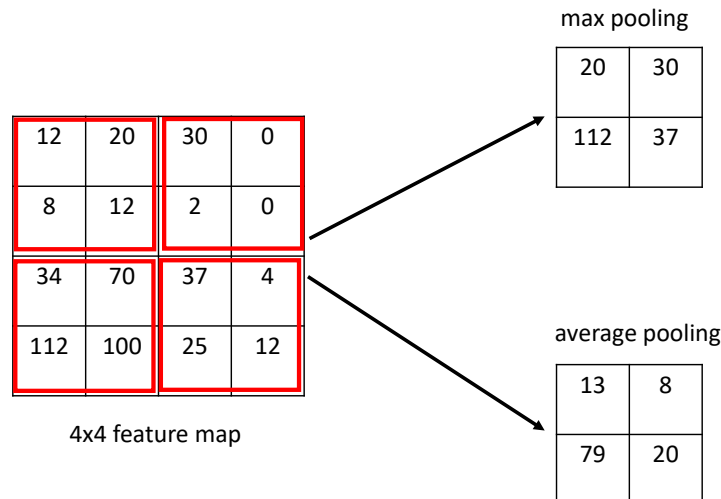 max pooling
20 30
112 37
12 20 30 0
8 12 2 0
34 70 37 4
112 100 25 12
4x4 feature map
average pooling
13 8
79 20